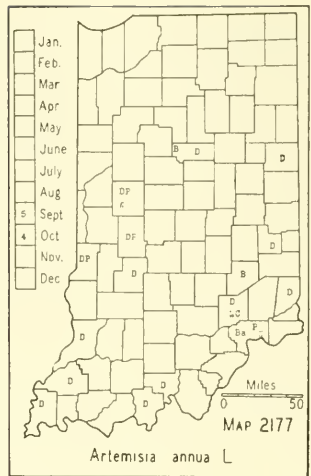 Jan.
Feb.
Mar
Apr
May
June
July
Aug
5 Sept
4 Oct
Nov.
Dec
B D
D
DP
K
DF
D
DP
D
B
D
D
D
Ba P
D
D
D
D
D
Miles
0 50
MAP 2177
Artemisia annua L